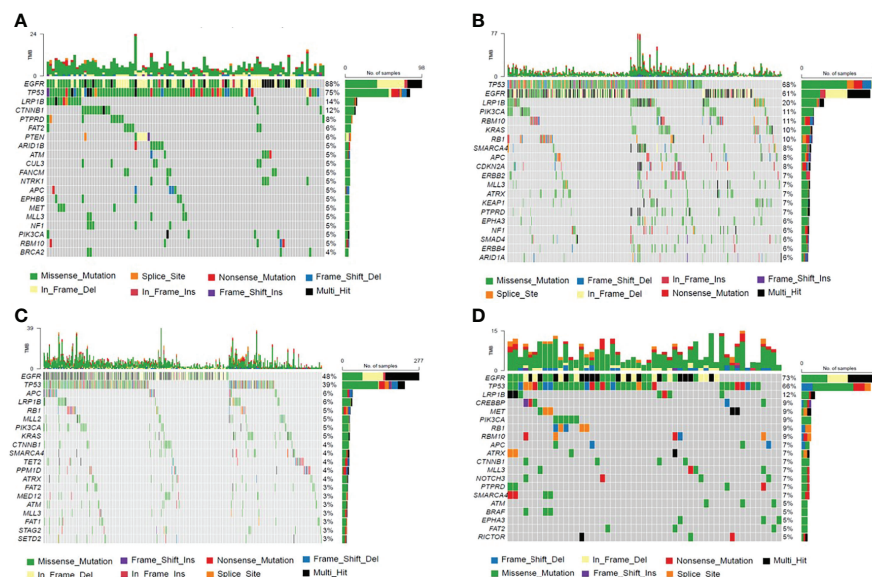 A
24
TMB
0
0
98
No. of samples
EGFR 88%
TP53 75%
LRP1B 14%
CTNNB1 12%
PTPRD 8%
FAT2 6%
PTEN 6%
ARID1B 5%
ATM 5%
CUL3 5%
FANCM 5%
NTRK1 5%
APC 5%
EPHB6 5%
MET 5%
MLL3 5%
NF1 5%
PIK3CA 5%
RBM10 5%
BRCA2 4%
Missense_Mutation Splice_Site Nonsense_Mutation Frame_Shift_Del
In_Frame_Del In_Frame_Ins Frame_Shift_Ins Multi_Hit
B
77
TMB
0
0
No. of samples
TP53 68%
EGFR 61%
LRP1B 20%
PIK3CA 11%
RBM10 11%
KRAS 10%
RB1 10%
SMARCA4 8%
APC 8%
CDKN2A 8%
ERBB2 7%
MLL3 7%
ATRX 7%
KEAP1 7%
PTPRD 7%
EPHA3 6%
NF1 6%
SMAD4 6%
ERBB4 6%
ARID1A 6%
Missense_Mutation Frame_Shift_Del In_Frame_Ins Frame_Shift_Ins
Splice_Site In_Frame_Del Nonsense_Mutation Multi_Hit
C
39
TMB
0
0
277
No. of samples
EGFR 48%
TP53 39%
APC 6%
LRP1B 6%
RB1 5%
MLL2 5%
PIK3CA 5%
KRAS 5%
CTNNB1 4%
SMARCA4 4%
TET2 4%
PPM1D 4%
ATRX 4%
FAT2 3%
MED12 3%
ATM 3%
MLL3 3%
FAT1 3%
STAG2 3%
SETD2 3%
Missense_Mutation Frame_Shift_Ins Nonsense_Mutation Frame_Shift_Del
In_Frame_Del In_Frame_Ins Splice_Site Multi_Hit
D
15
TMB
0
0
No. of samples
EGFR 73%
TP53 66%
LRP1B 12%
CREBBP 9%
MET 9%
PIK3CA 9%
RB1 9%
RBM10 9%
APC 7%
ATRX 7%
CTNNB1 7%
MLL3 7%
NOTCH3 7%
PTPRD 7%
SMARCA4 7%
ATM 5%
BRAF 5%
EPHA3 5%
FAT2 5%
RICTOR 5%
Frame_Shift_Del In_Frame_Del Nonsense_Mutation Multi_Hit
Missense_Mutation Frame_Shift_Ins Splice_Site